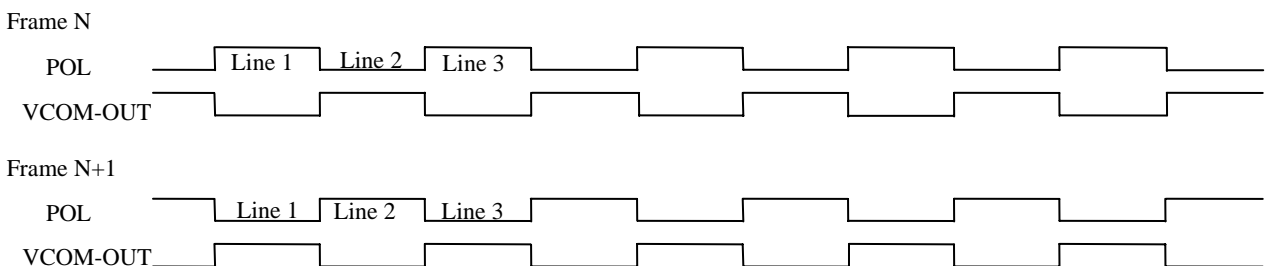 Frame N
POL Line 1 Line 2 Line 3
VCOM-OUT
Frame N+1
POL Line 1 Line 2 Line 3
VCOM-OUT